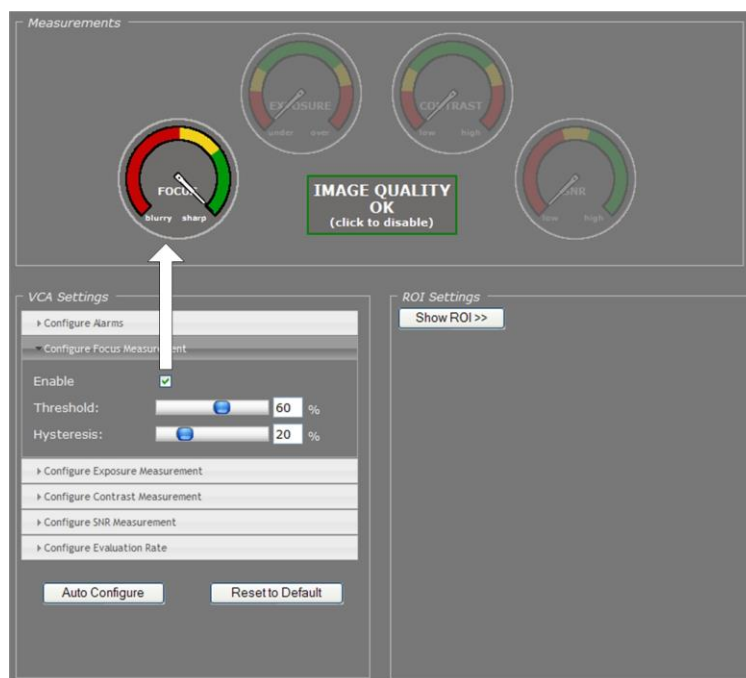 Measurements
EXPOSURE
under over
CONTRAST
low high
FOCUS
blurry sharp
IMAGE QUALITY
OK
(click to disable)
SNR
low high
VCA Settings
Configure Alarms
Configure Focus Measurement
Enable
Threshold: 60 %
Hysteresis: 20 %
Configure Exposure Measurement
Configure Contrast Measurement
Configure SNR Measurement
Configure Evaluation Rate
Auto Configure Reset to Default
ROI Settings
Show ROI >>